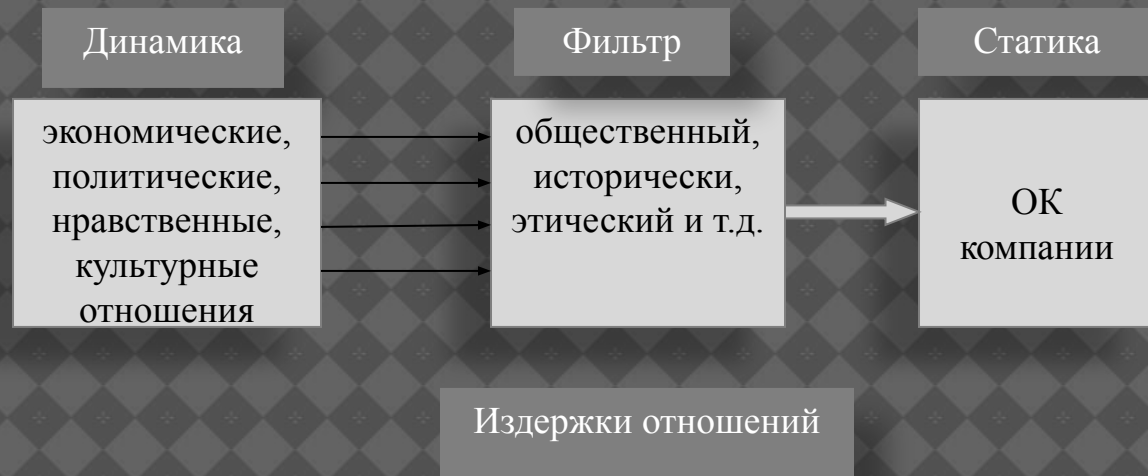 Динамика
экономические,
политические,
нравственные,
культурные
отношения
Фильтр
общественный,
исторически,
этический и т.д.
Статика
ОК
компании
Издержки отношений